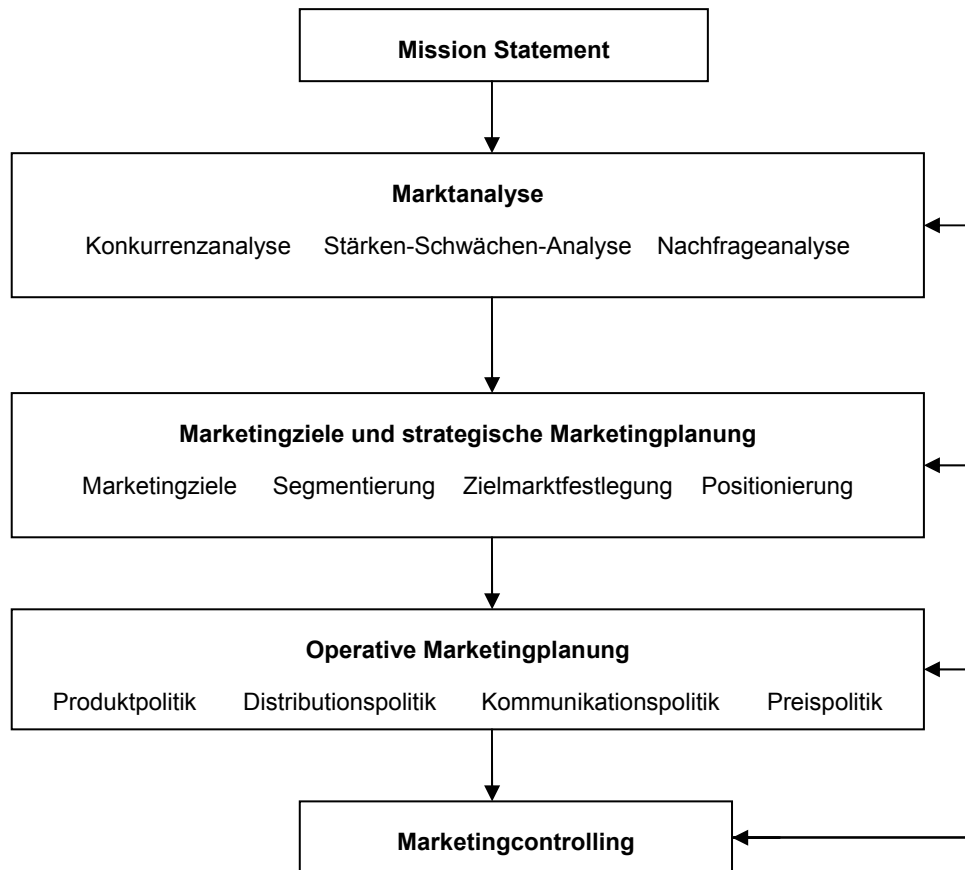 Mission Statement
Marktanalyse
Konkurrenzanalyse Stärken-Schwächen-Analyse Nachfrageanalyse
Marketingziele und strategische Marketingplanung
Marketingziele Segmentierung Zielmarktfestlegung Positionierung
Operative Marketingplanung
Produktpolitik Distributionspolitik Kommunikationspolitik Preispolitik
Marketingcontrolling